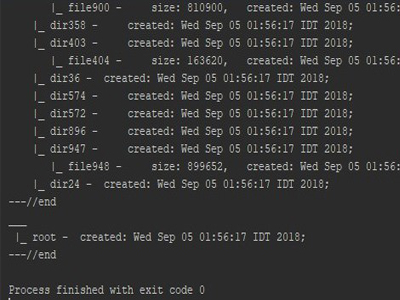 |_ file900 -     size: 810900,   created: Wed Sep 05 01:56:
|_ dir358 -     created: Wed Sep 05 01:56:17 IDT 2018;
|_ dir403 -     created: Wed Sep 05 01:56:17 IDT 2018;
|_ file404 -     size: 163620,   created: Wed Sep 05 01:56:
|_ dir36 -  created: Wed Sep 05 01:56:17 IDT 2018;
|_ dir574 -     created: Wed Sep 05 01:56:17 IDT 2018;
|_ dir572 -     created: Wed Sep 05 01:56:17 IDT 2018;
|_ dir896 -     created: Wed Sep 05 01:56:17 IDT 2018;
|_ dir947 -     created: Wed Sep 05 01:56:17 IDT 2018;
|_ file948 -     size: 899652,   created: Wed Sep 05 01:56:
|_ dir24 -  created: Wed Sep 05 01:56:17 IDT 2018;
---//end
___
|_ root -  created: Wed Sep 05 01:56:17 IDT 2018;
---//end
Process finished with exit code 0